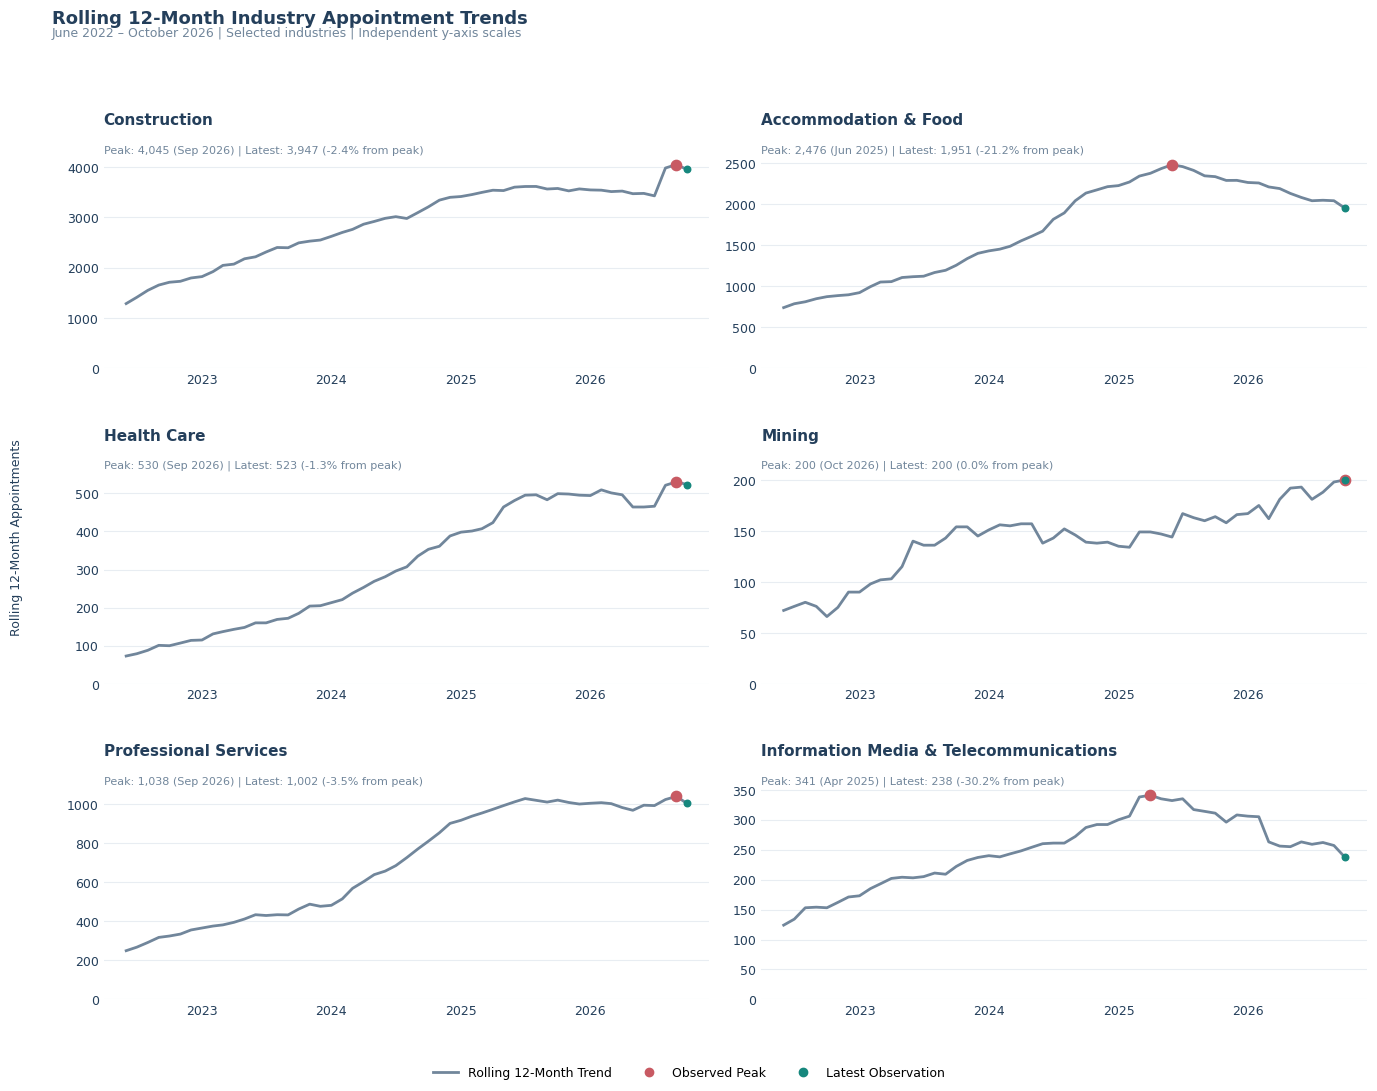 Rolling 12-Month Industry Appointment Trends
June 2022 – October 2026 | Selected industries | Independent y-axis scales
Construction
Peak: 4,045 (Sep 2026) | Latest: 3,947 (-2.4% from peak)
4000
3000
2000
1000
0
2023 2024 2025 2026
Accommodation & Food
Peak: 2,476 (Jun 2025) | Latest: 1,951 (-21.2% from peak)
2500
2000
1500
1000
500
0
2023 2024 2025 2026
Rolling 12-Month Appointments
Health Care
Peak: 530 (Sep 2026) | Latest: 523 (-1.3% from peak)
500
400
300
200
100
0
2023 2024 2025 2026
Mining
Peak: 200 (Oct 2026) | Latest: 200 (0.0% from peak)
200
150
100
50
0
2023 2024 2025 2026
Professional Services
Peak: 1,038 (Sep 2026) | Latest: 1,002 (-3.5% from peak)
1000
800
600
400
200
0
2023 2024 2025 2026
Information Media & Telecommunications
Peak: 341 (Apr 2025) | Latest: 238 (-30.2% from peak)
350
300
250
200
150
100
50
0
2023 2024 2025 2026
Rolling 12-Month Trend Observed Peak Latest Observation